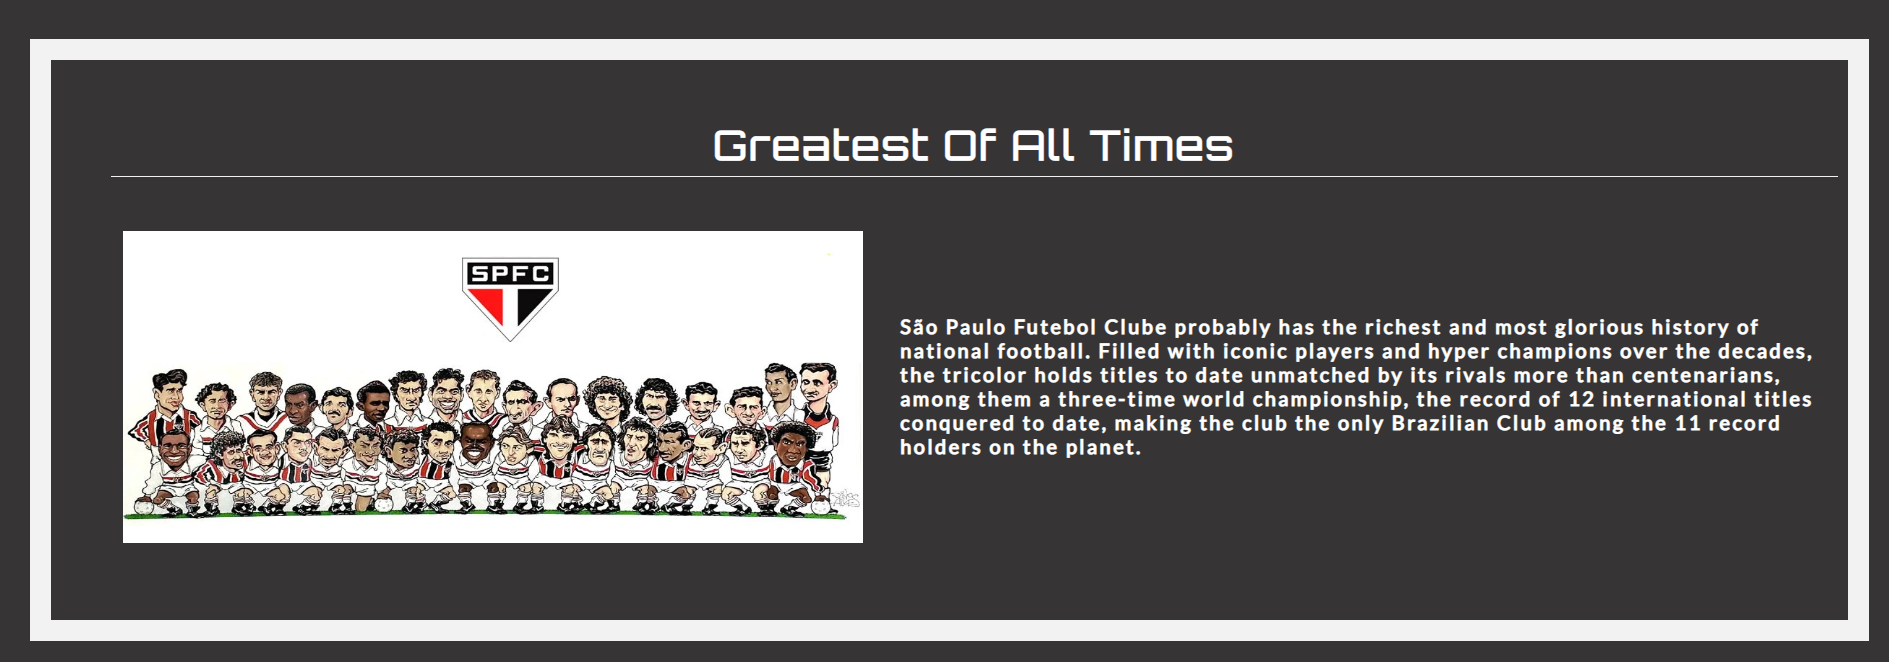 Greatest Of All Times
SPFC
São Paulo Futebol Clube probably has the richest and most glorious history of
national football. Filled with iconic players and hyper champions over the decades,
the tricolor holds titles to date unmatched by its rivals more than centenarians,
among them a three-time world championship, the record of 12 international titles
conquered to date, making the club the only Brazilian Club among the 11 record
holders on the planet.